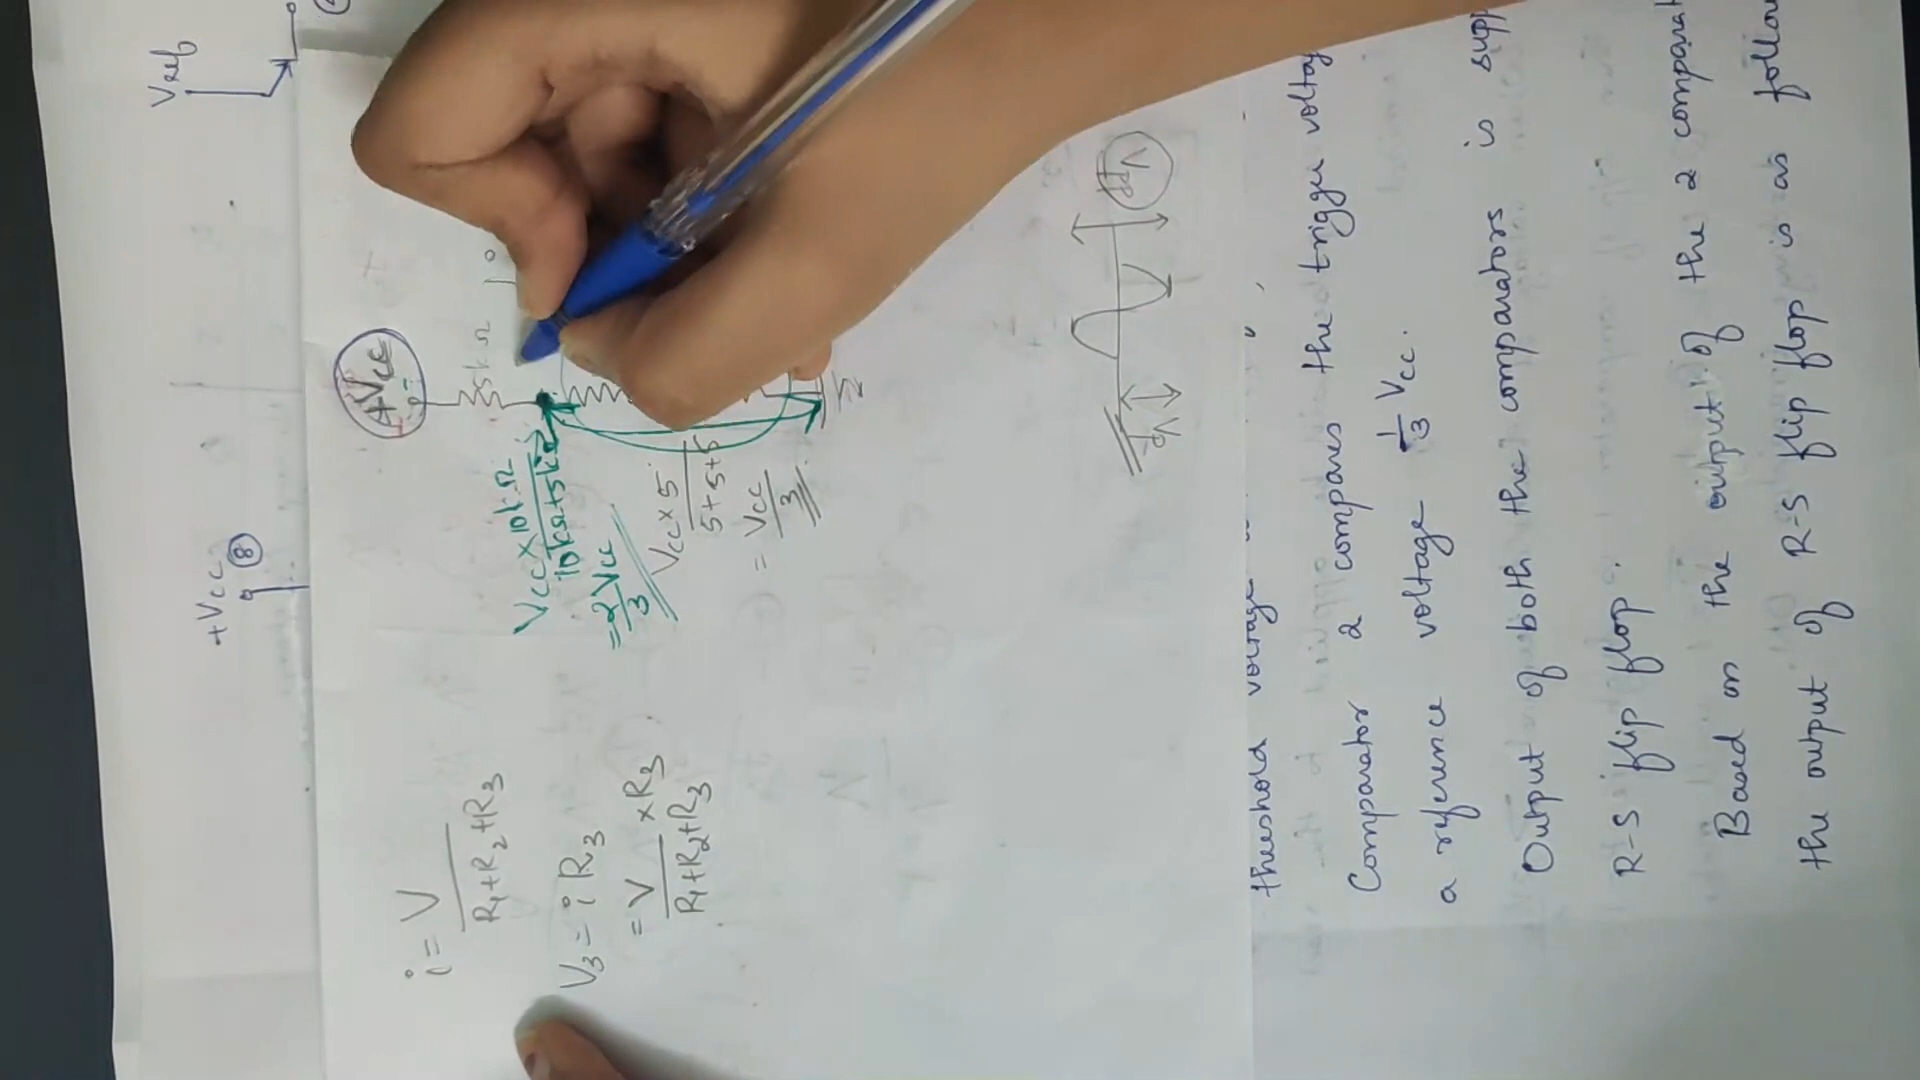 Vref
+Vcc
8
+Vcc
5kΩ
i
Vcc × 10kΩ
10kΩ+5kΩ
= 2Vcc
3
Vcc × 5
5+5+5
= Vcc
3
i = V
R1+R2+R3
V3 = i R3
= V × R3
R1+R2+R3
Vpp
Vp
threshold voltage
Comparator 2 compares the trigger voltag
a reference voltage 1/3 Vcc.
Output of both the comparators is supp
R-S flip flop.
Based on the output of the 2 comparat
the output of R-S flip flop is as follow